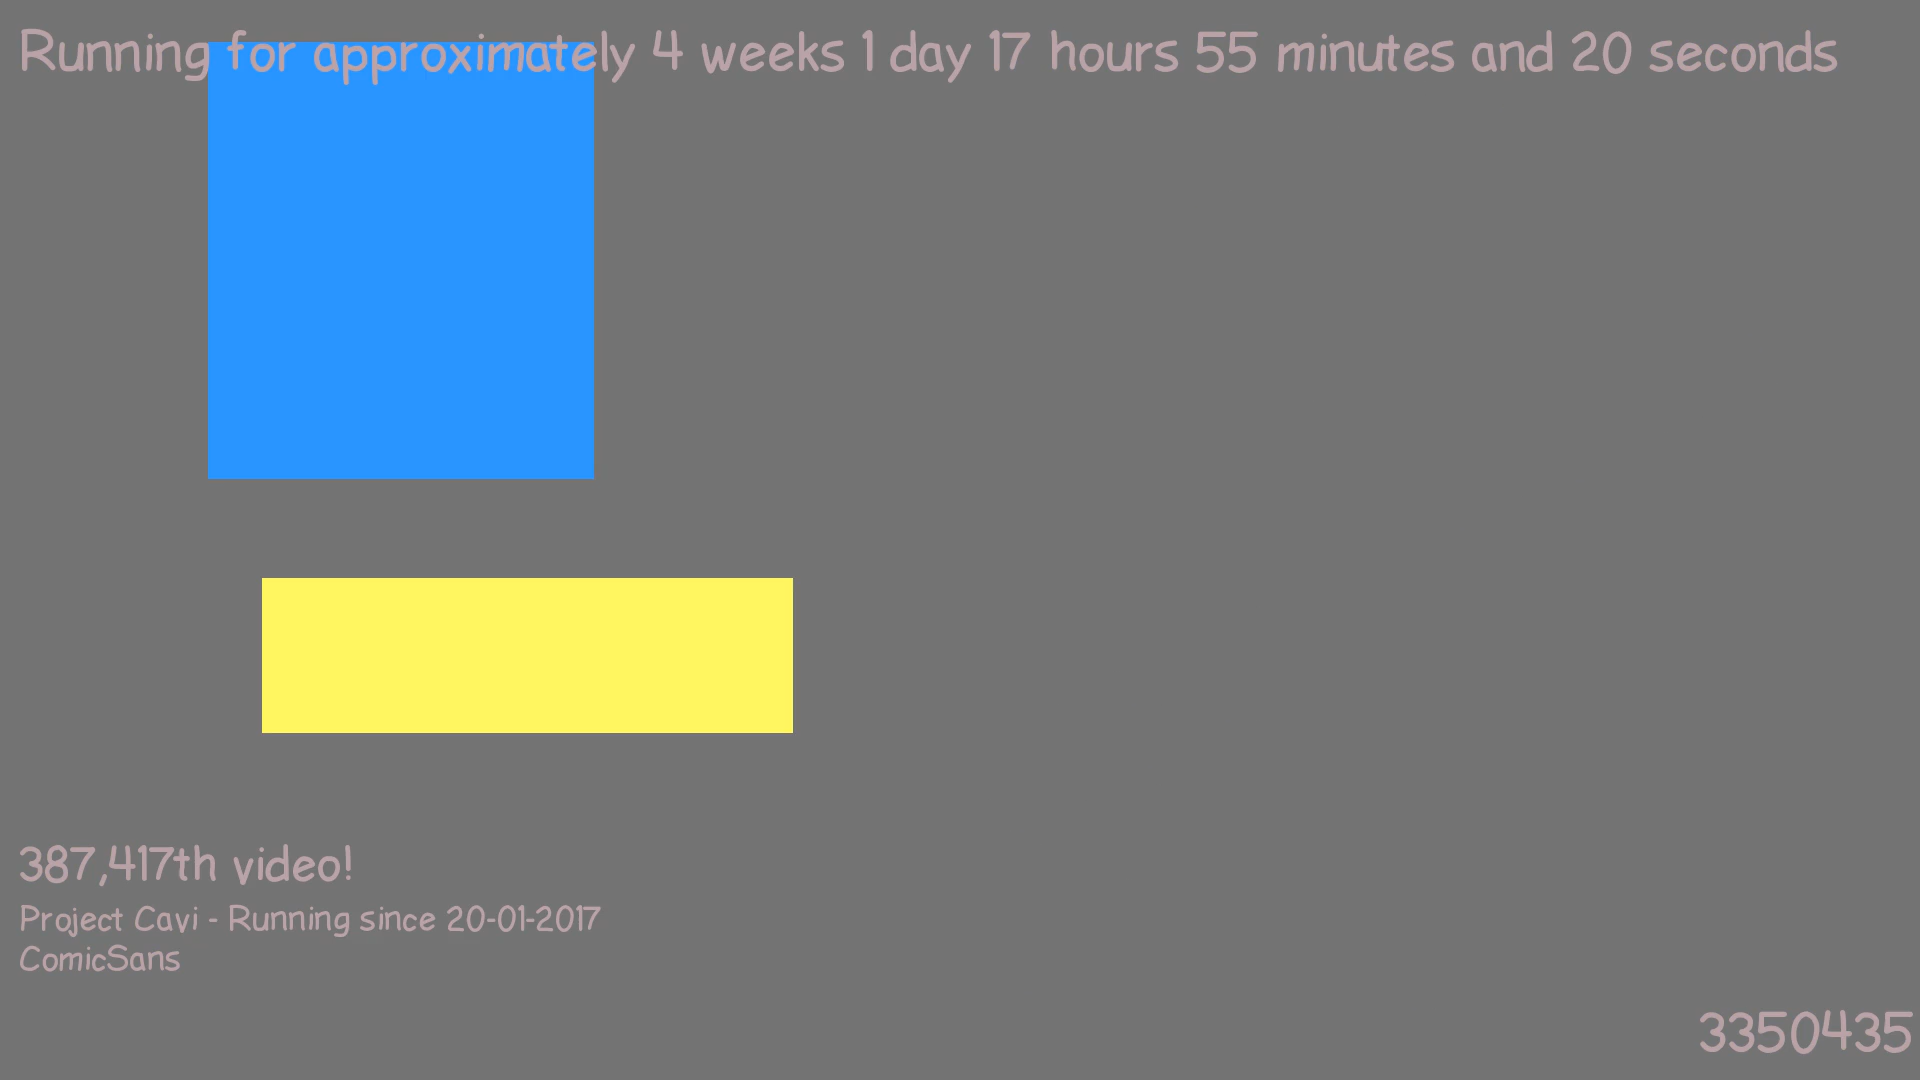 Running for approximately 4 weeks 1 day 17 hours 55 minutes and 20 seconds
387,417th video!
Project Cavi - Running since 20-01-2017
ComicSans
3350435